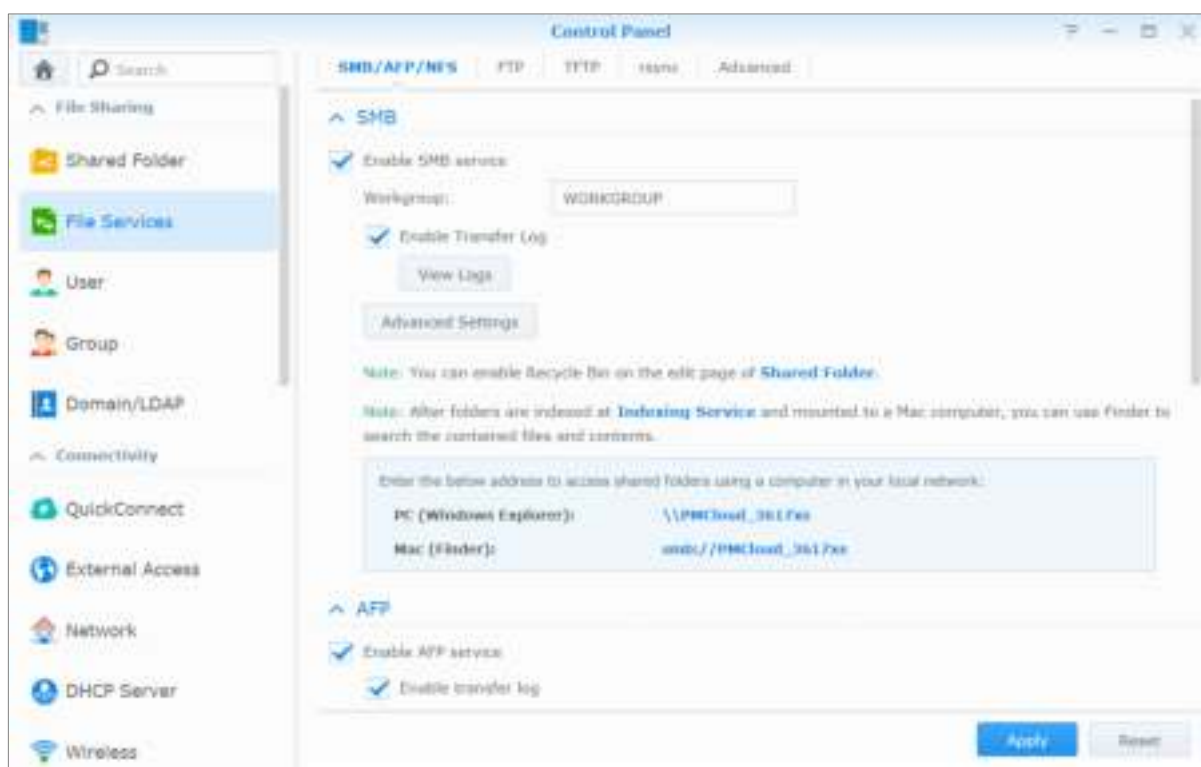 Control Panel
Search
SMB/AFP/NFS FTP TFTP rsync Advanced
File Sharing
Shared Folder
File Services
User
Group
Domain/LDAP
Connectivity
QuickConnect
External Access
Network
DHCP Server
Wireless
SMB
Enable SMB service
Workgroup: WORKGROUP
Enable Transfer Log
View Logs
Advanced Settings
Note: You can enable Recycle Bin on the edit page of Shared Folder.
Note: After folders are indexed at Indexing Service and mounted to a Mac computer, you can use Finder to
search the contained files and contents.
Enter the below address to access shared folders using a computer in your local network:
PC (Windows Explorer): \\PMCloud_3617xs
Mac (Finder): smb://PMCloud_3617xs
AFP
Enable AFP service
Enable transfer log
Apply Reset